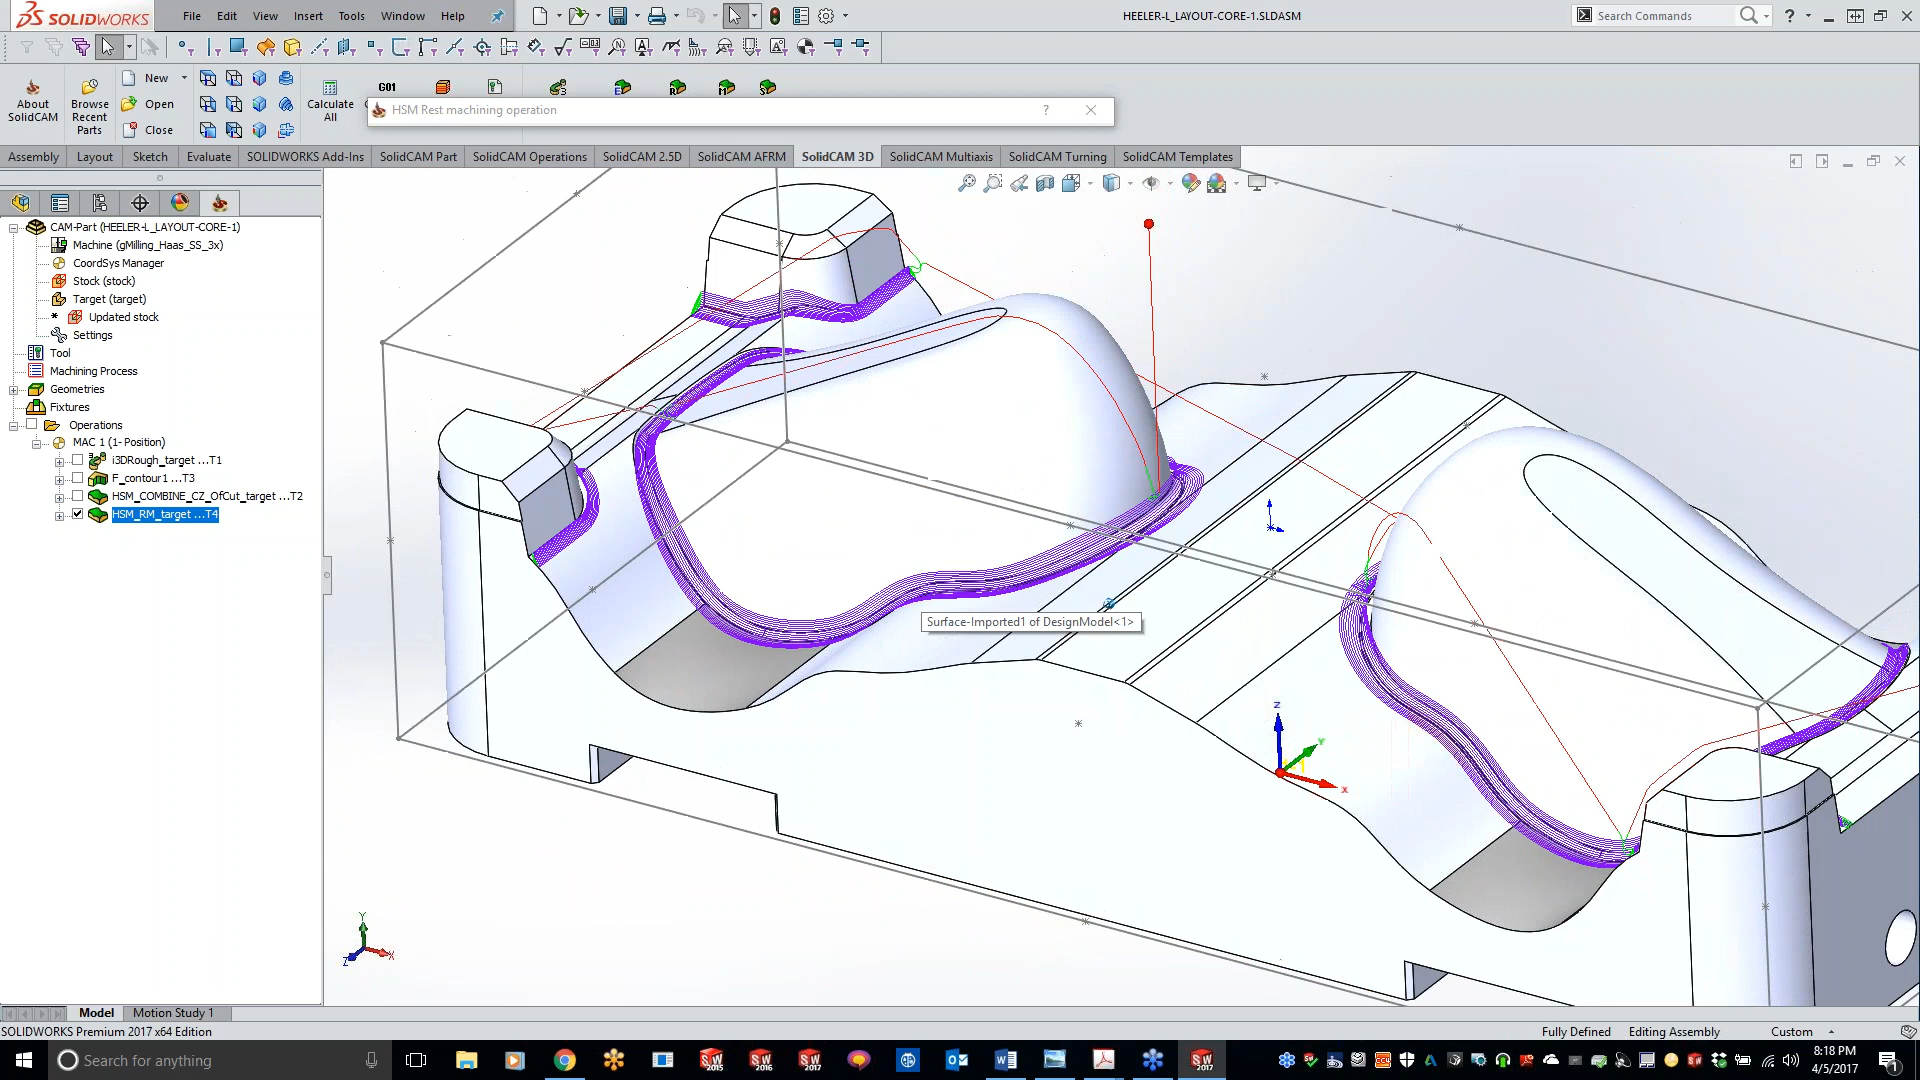 SOLIDWORKS
File Edit View Insert Tools Window Help
HEELER-L_LAYOUT-CORE-1.SLDASM
Search Commands
About SolidCAM
Browse Recent Parts
New
Open
Close
Calculate All
G01
HSM Rest machining operation
Assembly Layout Sketch Evaluate SOLIDWORKS Add-Ins SolidCAM Part SolidCAM Operations SolidCAM 2.5D SolidCAM AFRM SolidCAM 3D SolidCAM Multiaxis SolidCAM Turning SolidCAM Templates
CAM-Part (HEELER-L_LAYOUT-CORE-1)
Machine (gMilling_Haas_SS_3x)
CoordSys Manager
Stock (stock)
Target (target)
* Updated stock
Settings
Tool
Machining Process
Geometries
Fixtures
Operations
MAC 1 (1- Position)
i3DRough_target ...T1
F_contour1 ...T3
HSM_COMBINE_CZ_OfCut_target ...T2
HSM_RM_target ...T4
Surface-Imported1 of DesignModel<1>
Z
Y
X
Y
X
Z
Model Motion Study 1
SOLIDWORKS Premium 2017 x64 Edition
Fully Defined Editing Assembly Custom
Search for anything
8:18 PM
4/5/2017